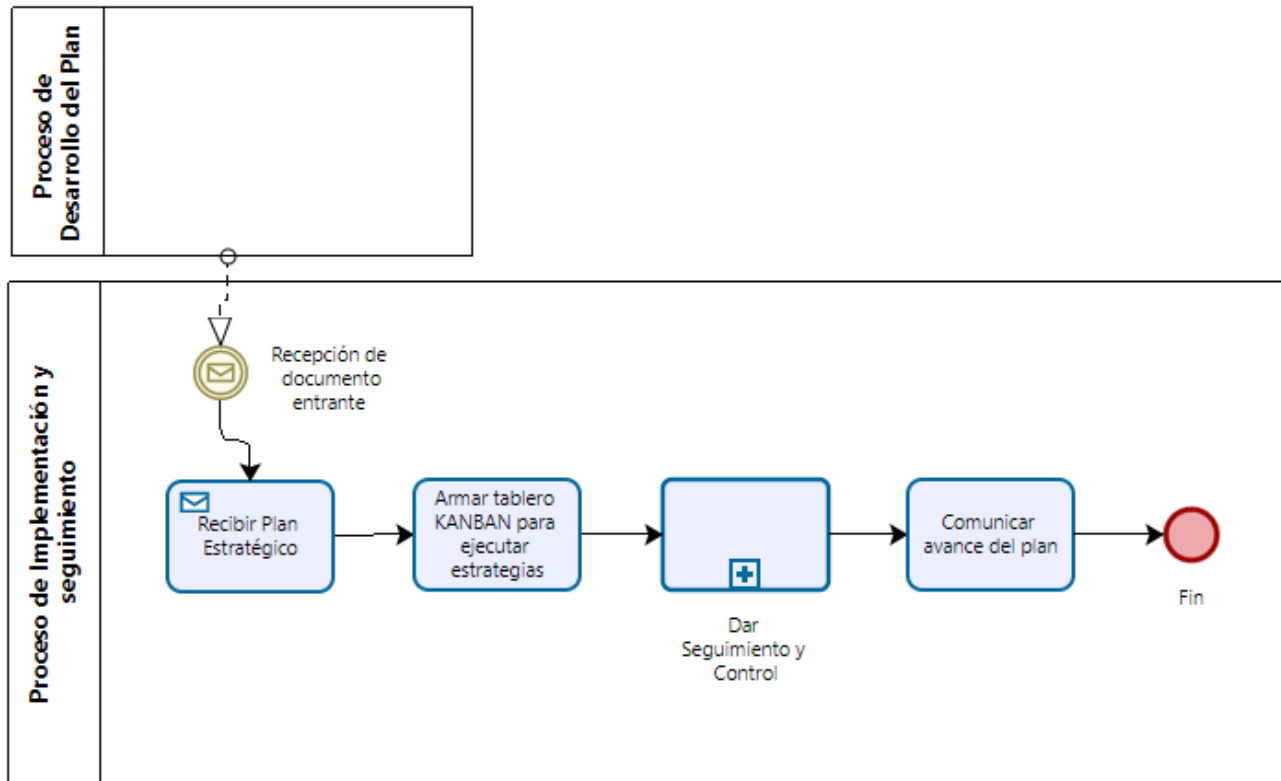 Proceso de
Desarrollo del Plan
Recepción de
documento
entrante
Proceso de Implementación y
seguimiento
Recibir Plan
Estratégico
Armar tablero
KANBAN para
ejecutar
estrategias
Dar
Seguimiento y
Control
Comunicar
avance del plan
Fin